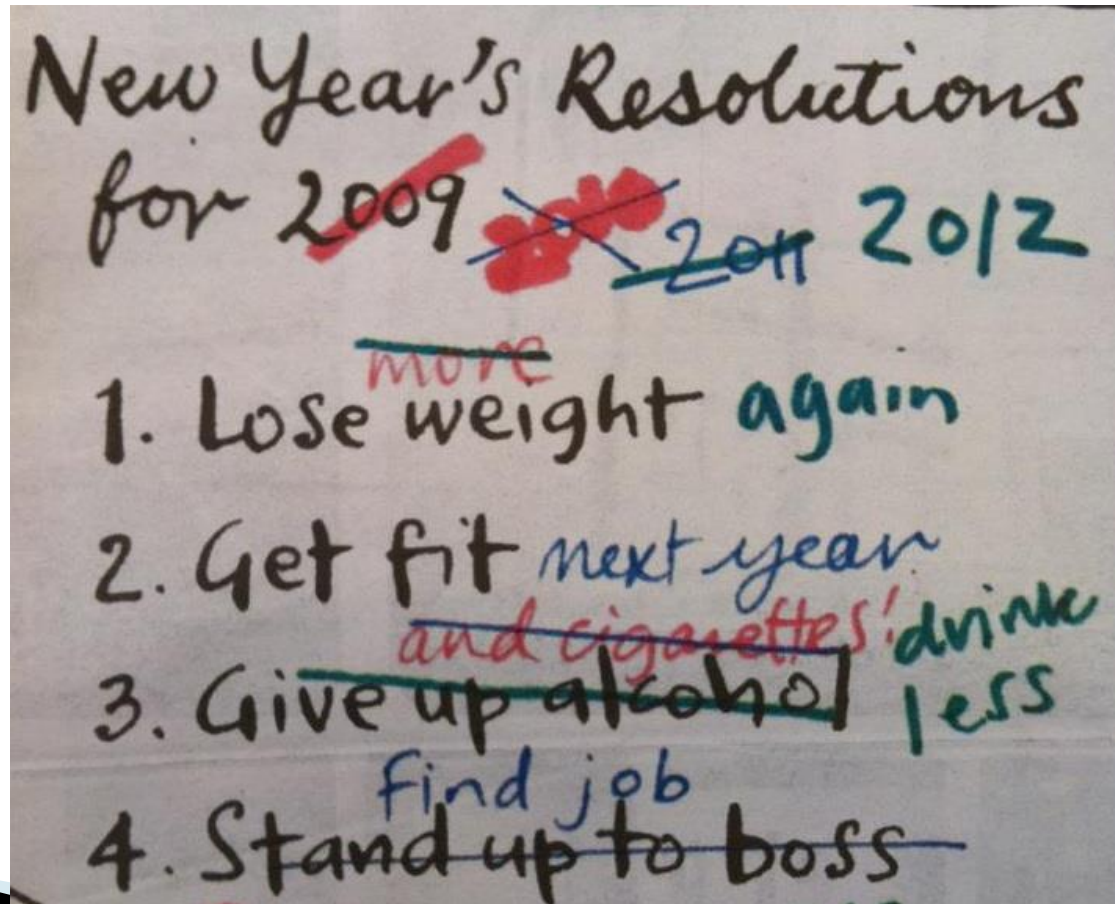 New Year's Resolutions
for 2009 2011 2012
more
1. Lose weight again
2. Get fit next year
and cigarettes! drink
3. Give up alcohol less
find job
4. Stand up to boss